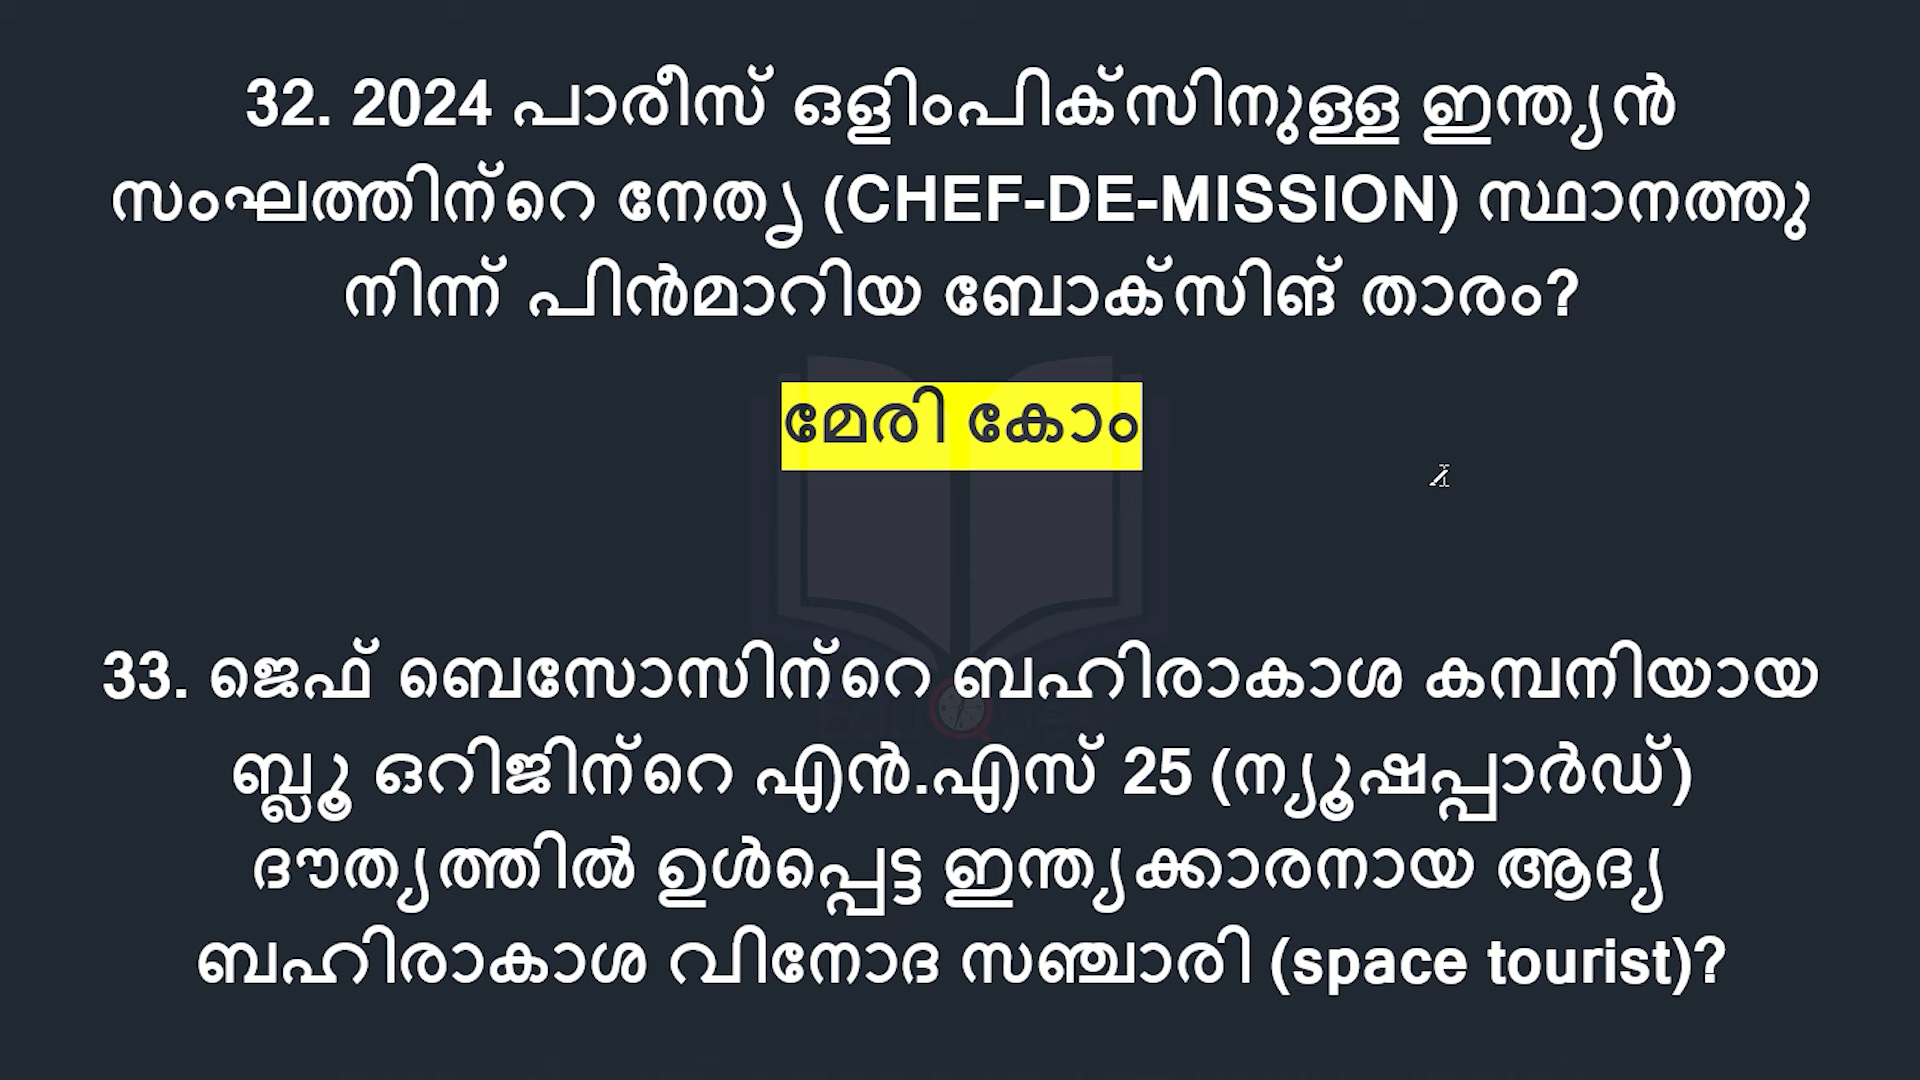 32. 2024 പാരീസ് ഒളിംപിക്സിനുള്ള ഇന്ത്യൻ
സംഘത്തിന്റെ നേതൃ (CHEF-DE-MISSION) സ്ഥാനത്തു
നിന്ന് പിൻമാറിയ ബോക്സിങ് താരം?
മേരി കോം
33. ജെഫ് ബെസോസിന്റെ ബഹിരാകാശ കമ്പനിയായ
ബ്ലൂ ഒറിജിന്റെ എൻ.എസ് 25 (ന്യൂഷപ്പാർഡ്)
ദൗത്യത്തിൽ ഉൾപ്പെട്ട ഇന്ത്യക്കാരനായ ആദ്യ
ബഹിരാകാശ വിനോദ സഞ്ചാരി (space tourist)?